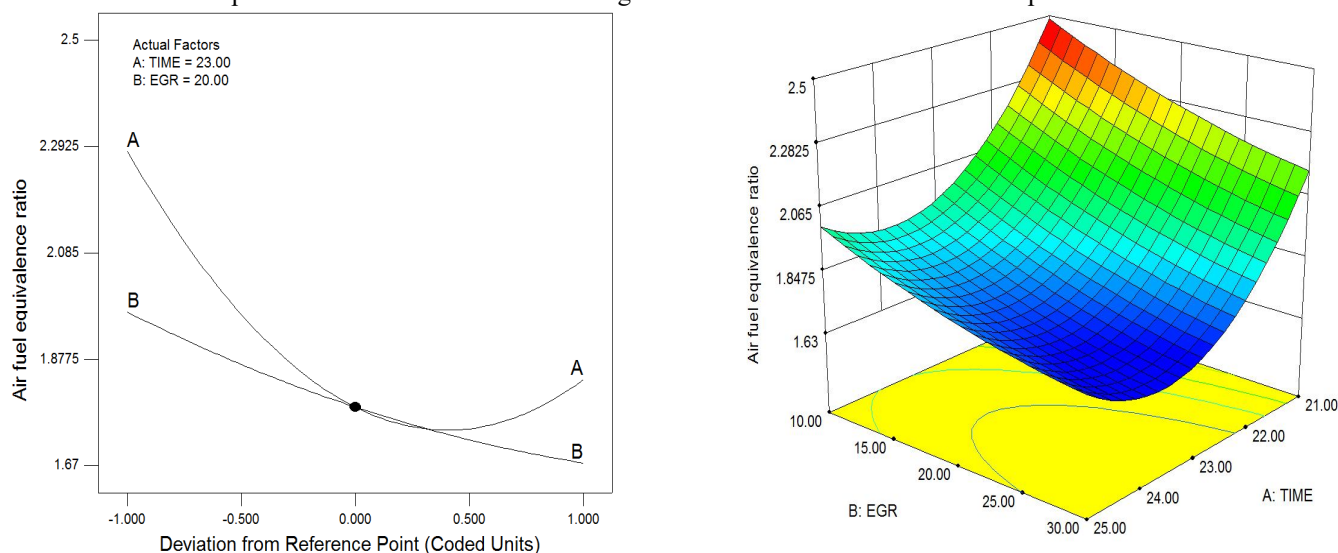 2.5
Actual Factors
A: TIME = 23.00
B: EGR = 20.00
A
2.2925
2.085
B
1.8775
A
B
1.67
Air fuel equivalence ratio
-1.000
-0.500
0.000
0.500
1.000
Deviation from Reference Point (Coded Units)
2.5
2.2825
2.065
1.8475
1.63
Air fuel equivalence ratio
10.00
15.00
20.00
25.00
30.00
B: EGR
21.00
22.00
23.00
24.00
25.00
A: TIME